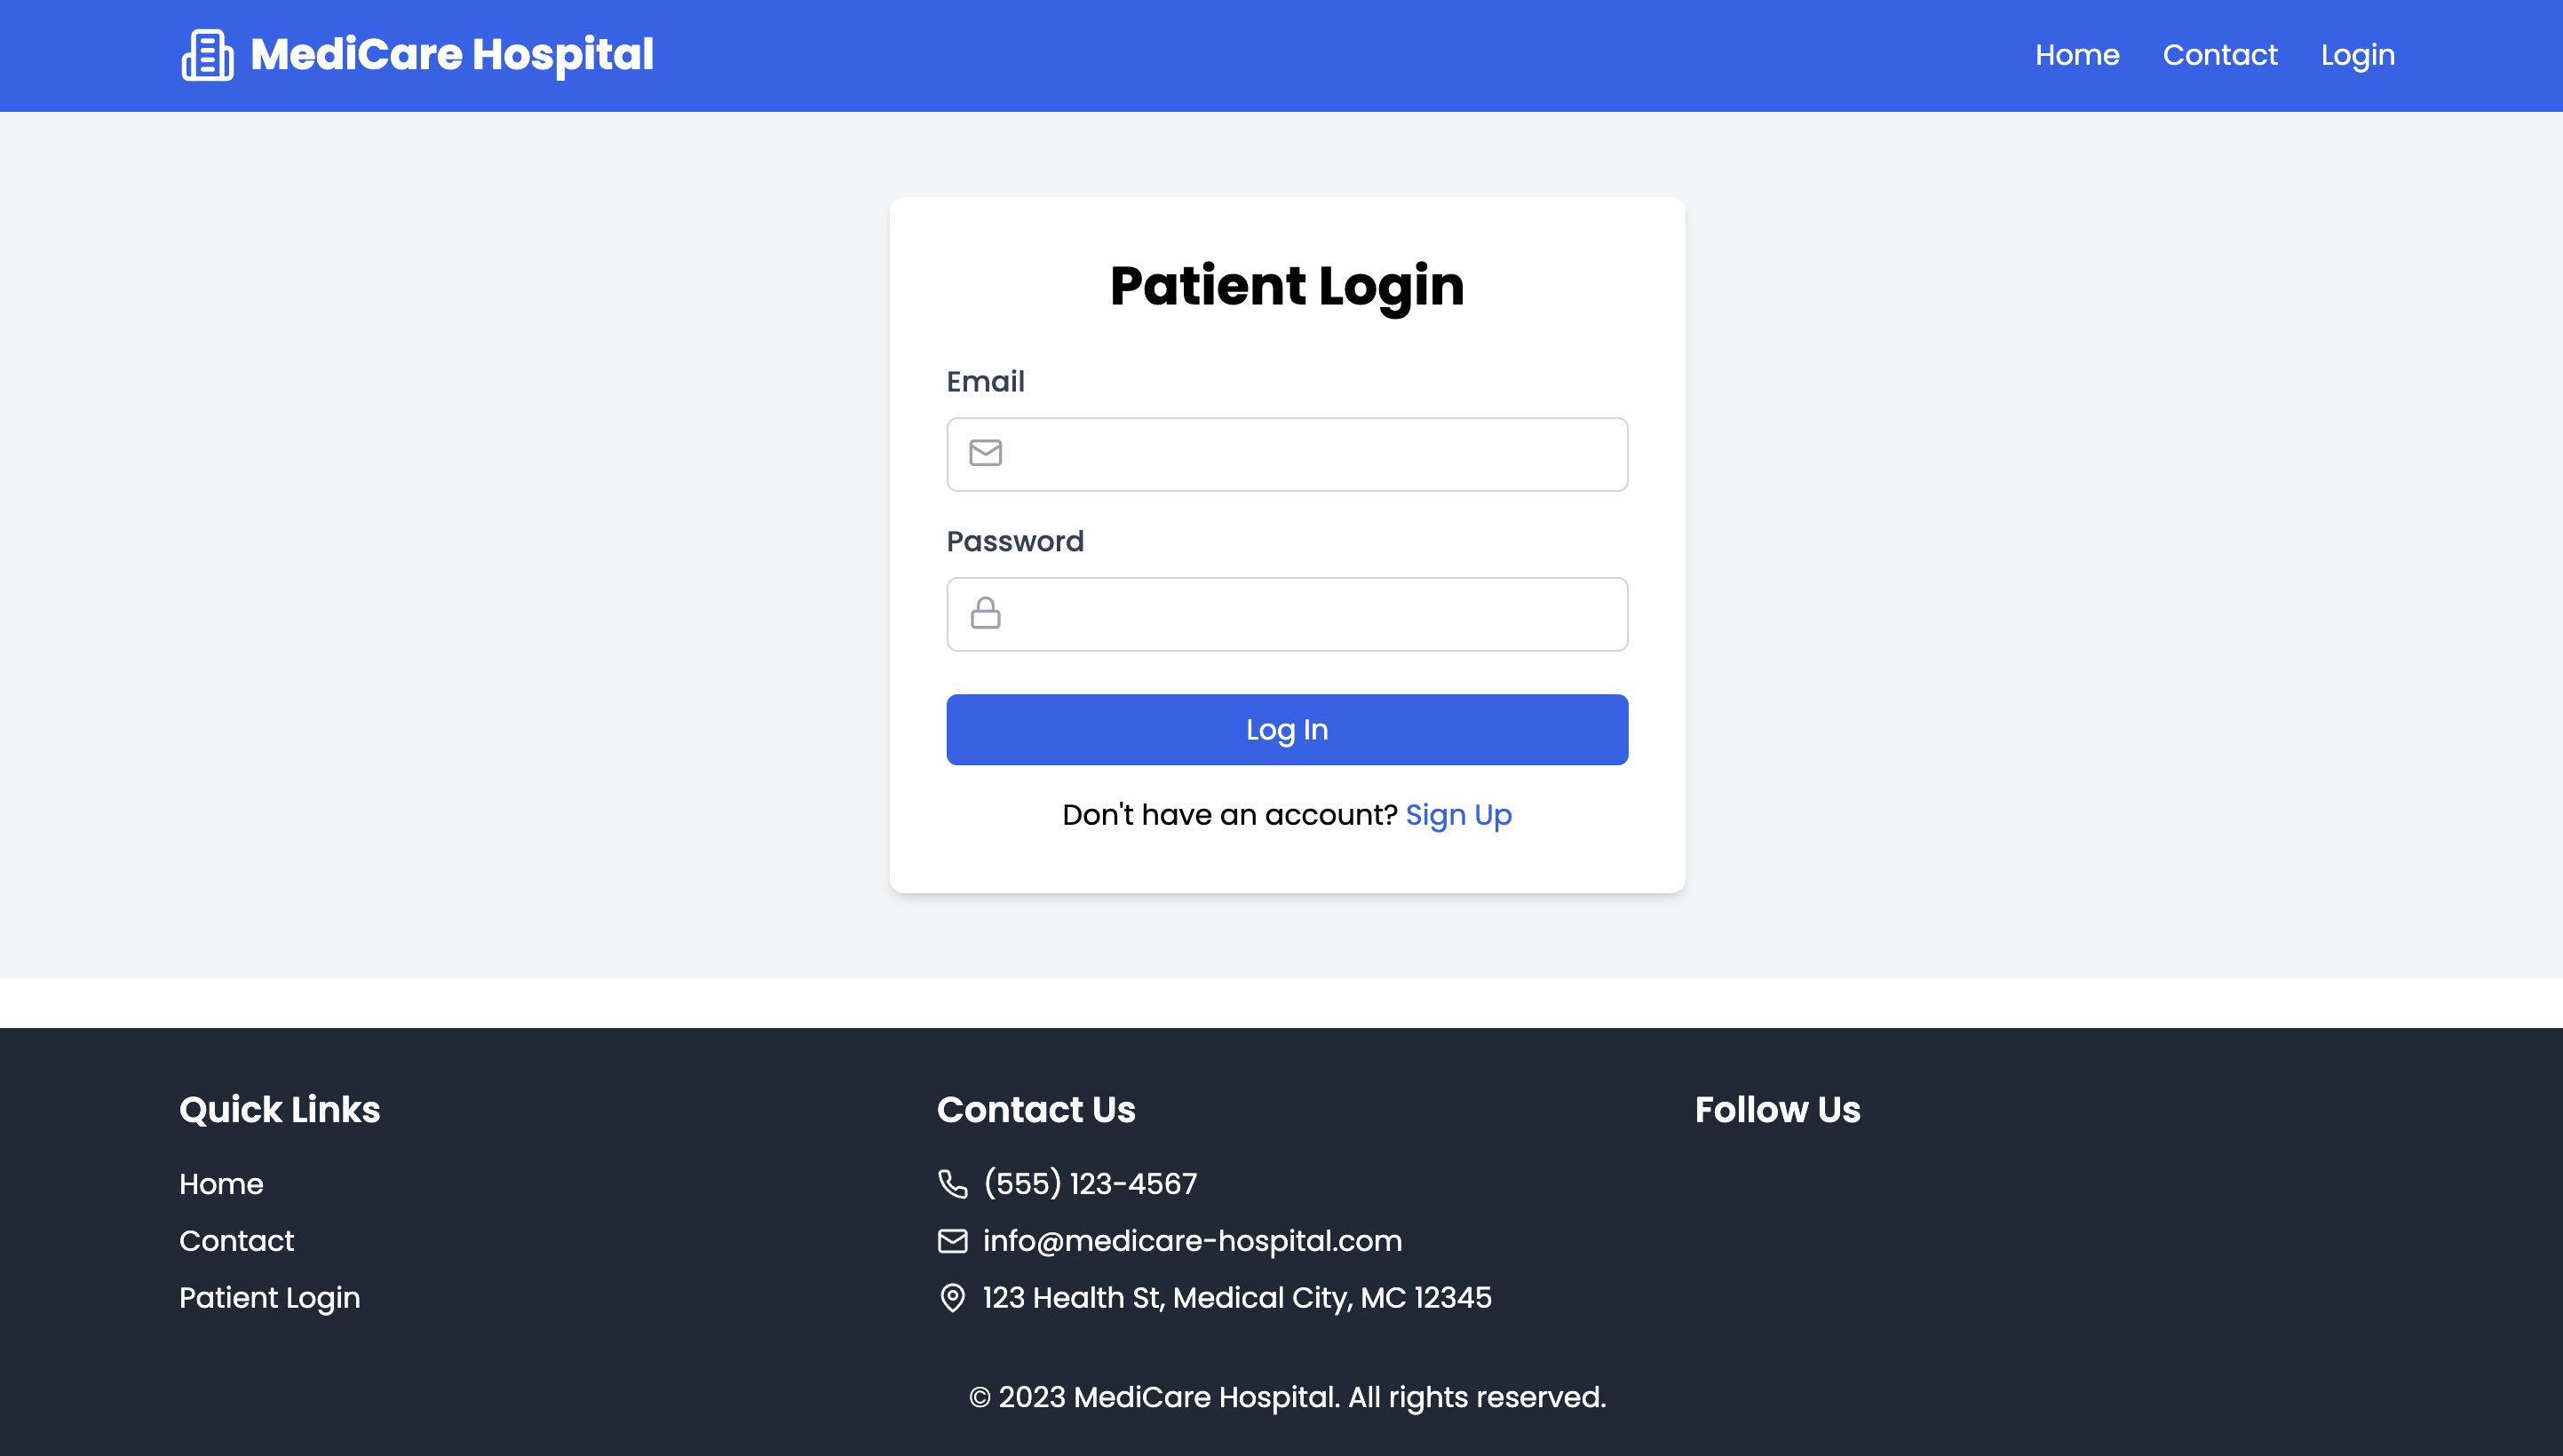 MediCare Hospital
Home Contact Login
Patient Login
Email
Password
Log In
Don't have an account? Sign Up
Quick Links
Home
Contact
Patient Login
Contact Us
(555) 123-4567
info@medicare-hospital.com
123 Health St, Medical City, MC 12345
Follow Us
© 2023 MediCare Hospital. All rights reserved.